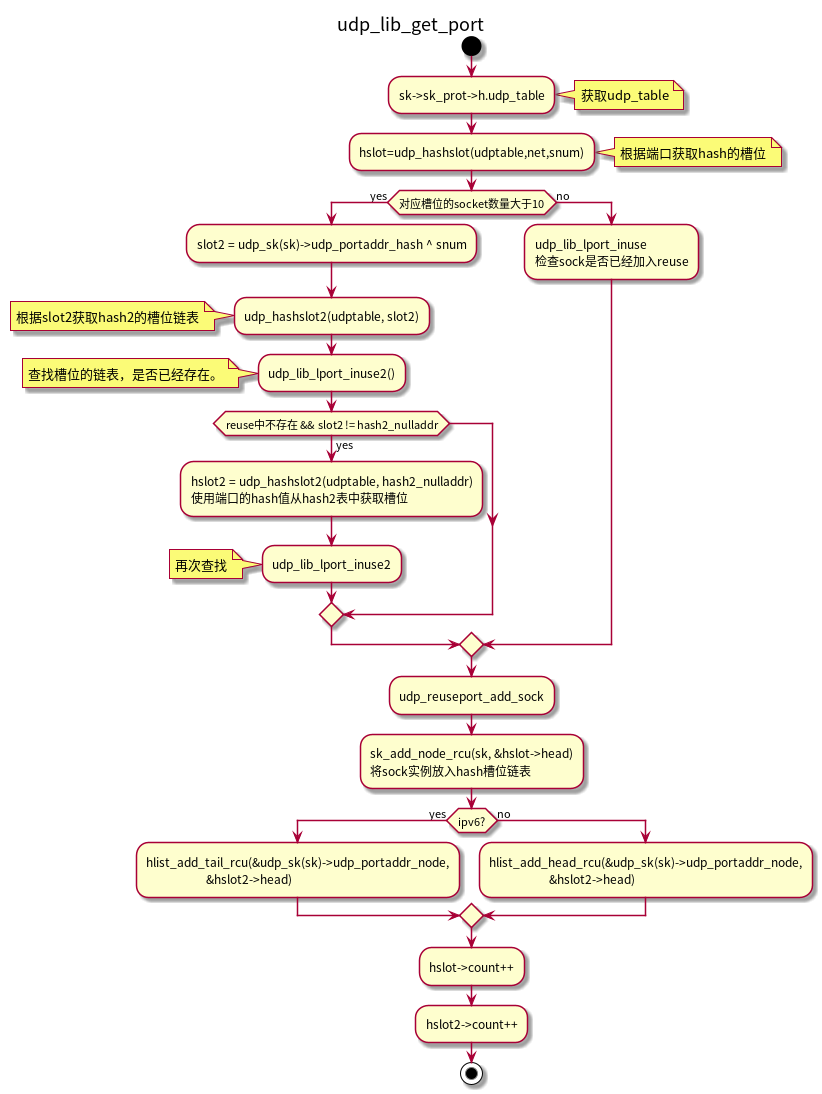 udp_lib_get_port
sk->sk_prot->h.udp_table
获取udp_table
hslot=udp_hashslot(udptable,net,snum)
根据端口获取hash的槽位
yes
对应槽位的socket数量大于10
no
slot2 = udp_sk(sk)->udp_portaddr_hash ^ snum
udp_lib_lport_inuse
检查sock是否已经加入reuse
根据slot2获取hash2的槽位链表
udp_hashslot2(udptable, slot2)
查找槽位的链表，是否已经存在。
udp_lib_lport_inuse2()
reuse中不存在 && slot2 != hash2_nulladdr
yes
hslot2 = udp_hashslot2(udptable, hash2_nulladdr)
使用端口的hash值从hash2表中获取槽位
再次查找
udp_lib_lport_inuse2
udp_reuseport_add_sock
sk_add_node_rcu(sk, &hslot->head)
将sock实例放入hash槽位链表
yes
ipv6?
no
hlist_add_tail_rcu(&udp_sk(sk)->udp_portaddr_node,
&hslot2->head)
hlist_add_head_rcu(&udp_sk(sk)->udp_portaddr_node,
&hslot2->head)
hslot->count++
hslot2->count++